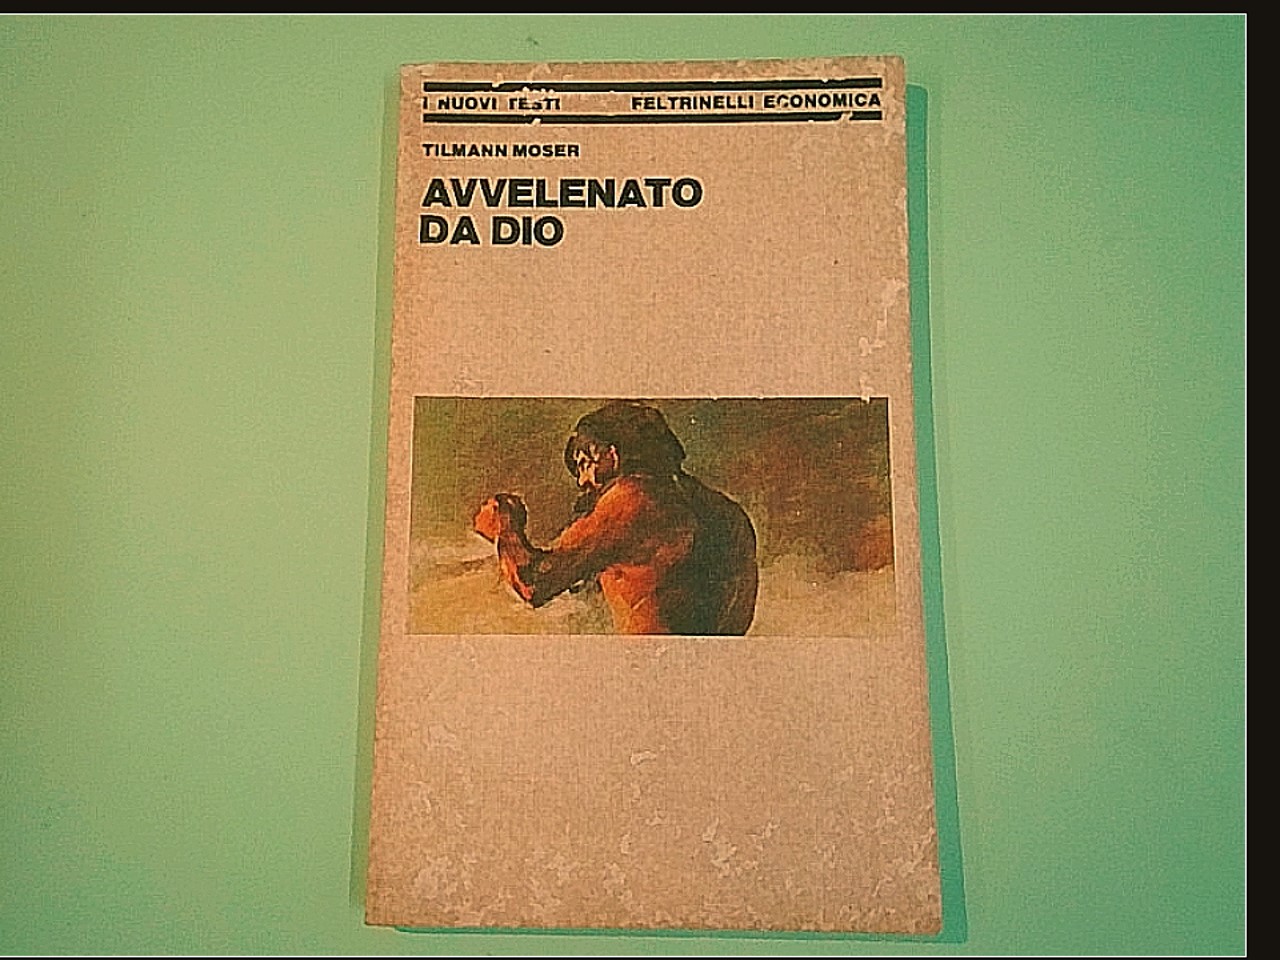 I NUOVI TESTI FELTRINELLI ECONOMICA
TILMANN MOSER
AVVELENATO
DA DIO